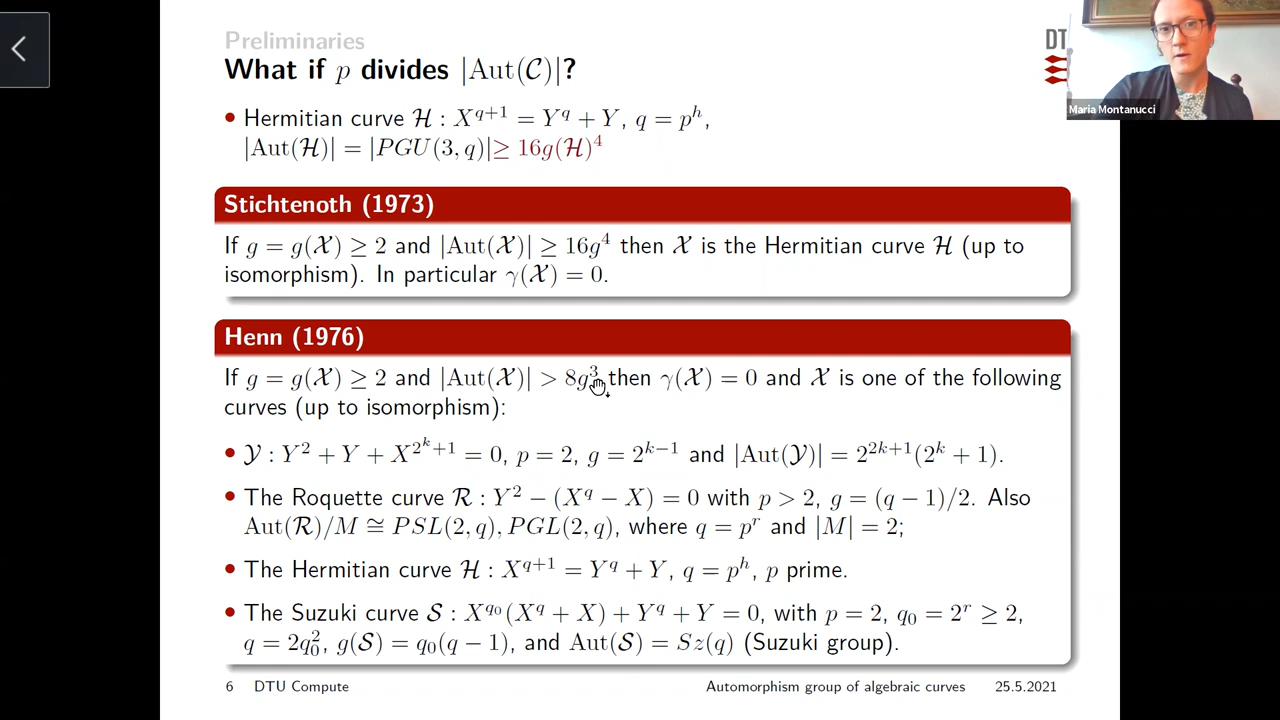 Preliminaries
What if p divides |Aut(𝒞)|?
DT
Maria Montanucci
• Hermitian curve ℋ : X^{q+1} = Y^q + Y, q = p^h,
|Aut(ℋ)| = |PGU(3, q)| ≥ 16g(ℋ)^4
Stichtenoth (1973)
If g = g(𝒳) ≥ 2 and |Aut(𝒳)| ≥ 16g^4 then 𝒳 is the Hermitian curve ℋ (up to
isomorphism). In particular γ(𝒳) = 0.
Henn (1976)
If g = g(𝒳) ≥ 2 and |Aut(𝒳)| > 8g^3 then γ(𝒳) = 0 and 𝒳 is one of the following
curves (up to isomorphism):
• 𝒴 : Y^2 + Y + X^{2^k+1} = 0, p = 2, g = 2^{k−1} and |Aut(𝒴)| = 2^{2k+1}(2^k + 1).
• The Roquette curve ℛ : Y^2 − (X^q − X) = 0 with p > 2, g = (q − 1)/2. Also
Aut(ℛ)/M ≅ PSL(2, q), PGL(2, q), where q = p^r and |M| = 2;
• The Hermitian curve ℋ : X^{q+1} = Y^q + Y, q = p^h, p prime.
• The Suzuki curve 𝒮 : X^{q_0}(X^q + X) + Y^q + Y = 0, with p = 2, q_0 = 2^r ≥ 2,
q = 2q_0^2, g(𝒮) = q_0(q − 1), and Aut(𝒮) = Sz(q) (Suzuki group).
6 DTU Compute Automorphism group of algebraic curves 25.5.2021